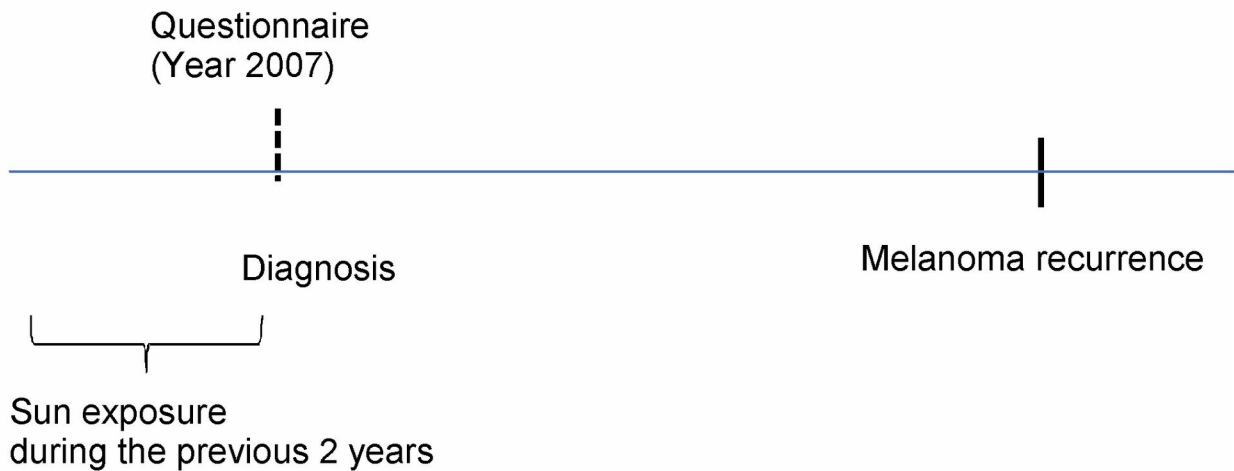 Questionnaire
(Year 2007)
Diagnosis
Melanoma recurrence
Sun exposure
during the previous 2 years